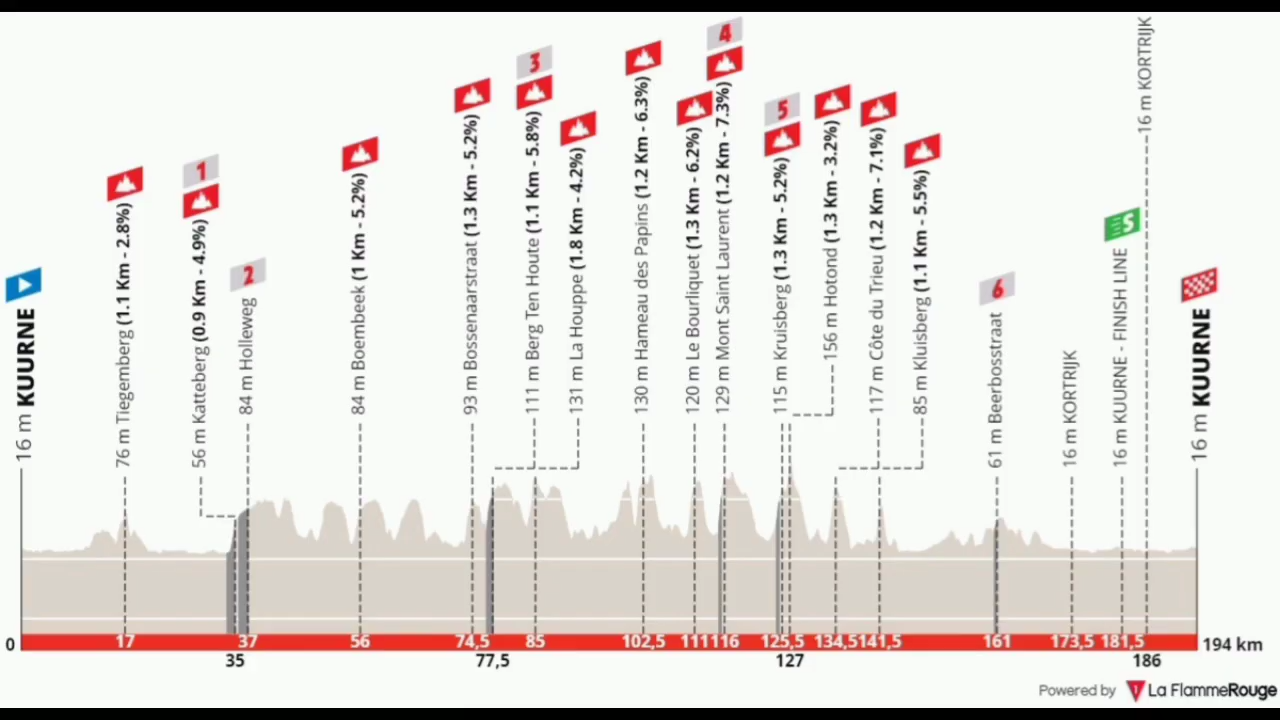 16 m KUURNE
76 m Tiegemberg (1.1 Km - 2.8%)
1
56 m Katteberg (0.9 Km - 4.9%)
2
84 m Holleweg
84 m Boembeek (1 Km - 5.2%)
93 m Bossenaarstraat (1.3 Km - 5.2%)
3
111 m Berg Ten Houte (1.1 Km - 5.8%)
131 m La Houppe (1.8 Km - 4.2%)
130 m Hameau des Papins (1.2 Km - 6.3%)
120 m Le Bourliquet (1.3 Km - 6.2%)
4
129 m Mont Saint Laurent (1.2 Km - 7.3%)
5
115 m Kruisberg (1.3 Km - 5.2%)
156 m Hotond (1.3 Km - 3.2%)
117 m Côte du Trieu (1.2 Km - 7.1%)
85 m Kluisberg (1.1 Km - 5.5%)
6
61 m Beerbosstraat
16 m KORTRIJK
S
16 m KUURNE - FINISH LINE
16 m KORTRIJK
16 m KUURNE
0 17 37 56 74,5 85 102,5 111 116 125,5 134,5 141,5 161 173,5 181,5 194 km
35 77,5 127 186
Powered by La FlammeRouge